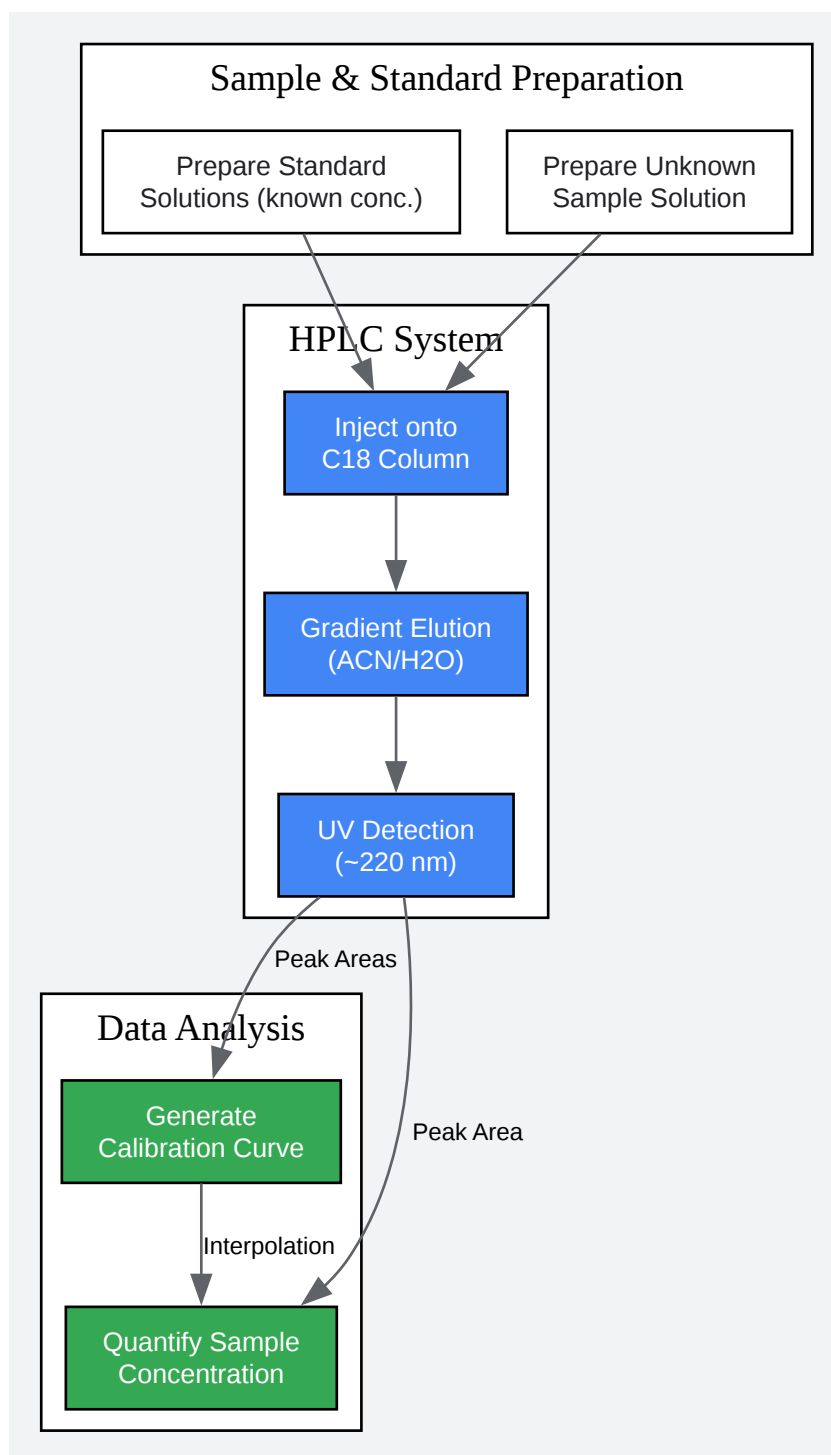 Sample & Standard Preparation
Prepare Standard
Solutions (known conc.)
Prepare Unknown
Sample Solution
HPLC System
Inject onto
C18 Column
Gradient Elution
(ACN/H2O)
UV Detection
(~220 nm)
Peak Areas
Data Analysis
Generate
Calibration Curve
Peak Area
Interpolation
Quantify Sample
Concentration